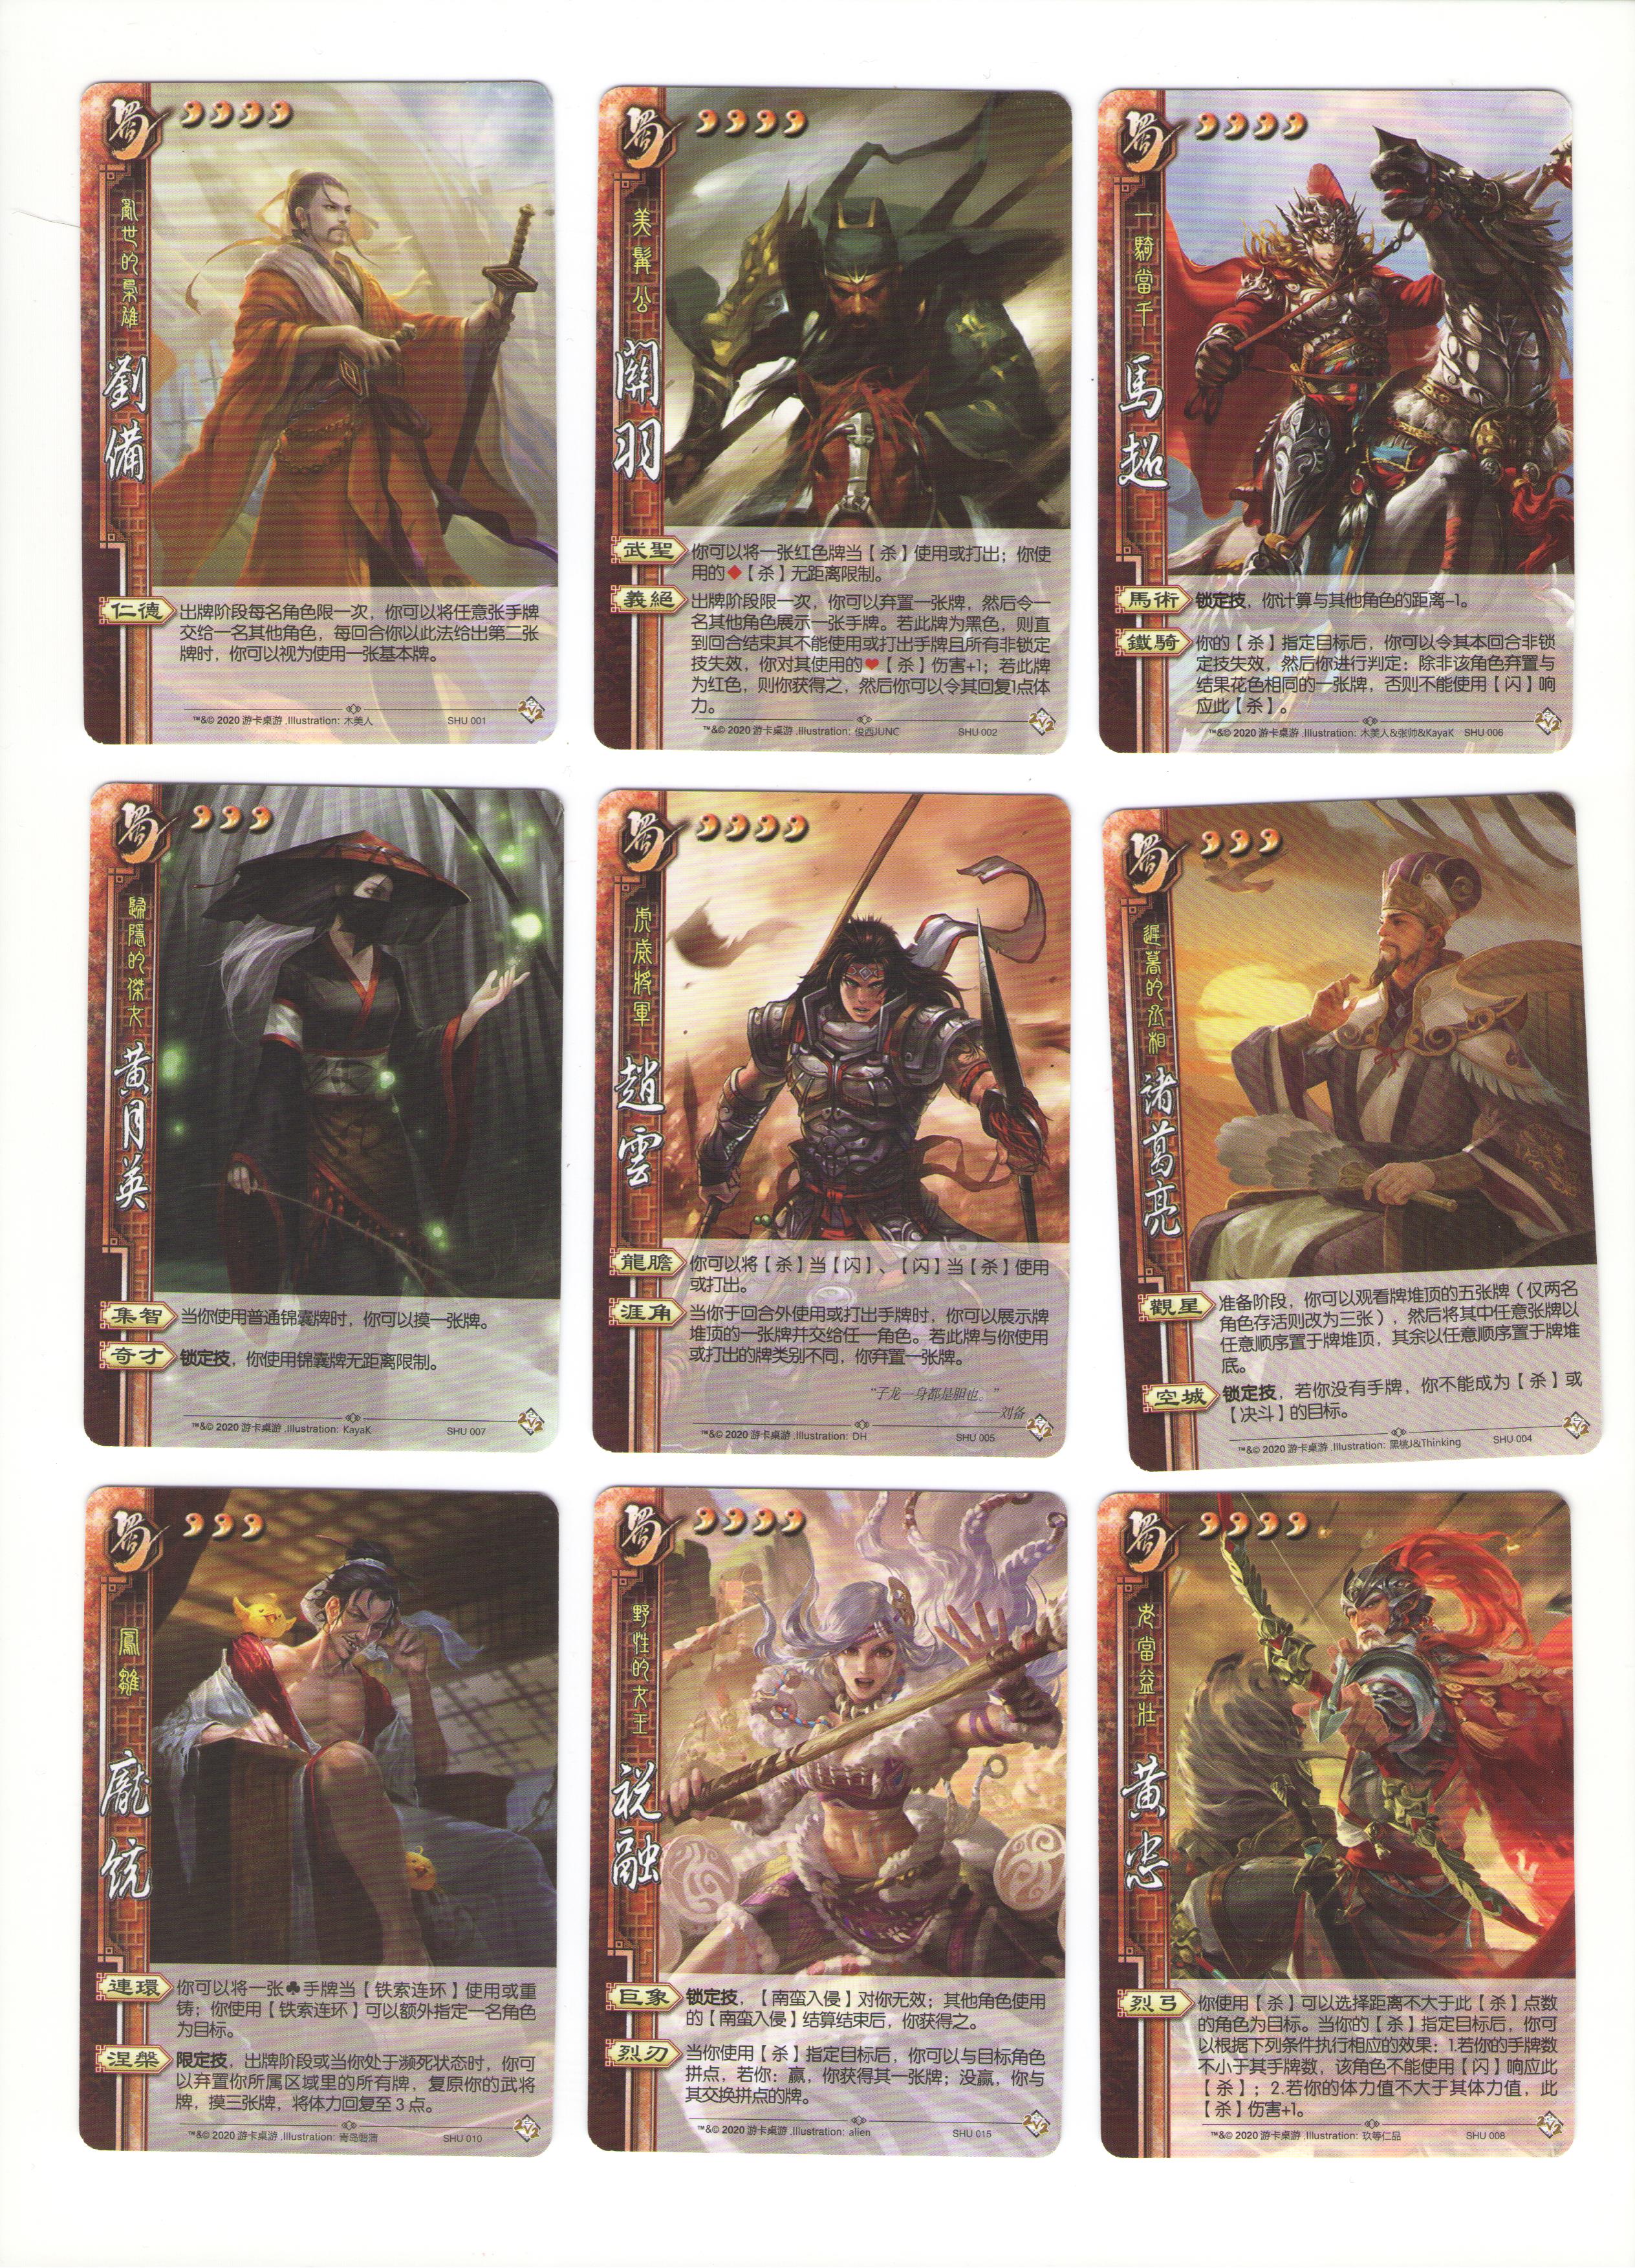 蜀
亂世的梟雄
劉備
仁德
出牌阶段每名角色限一次，你可以将任意张手牌
交给一名其他角色，每回合你以此法给出第二张
牌时，你可以视为使用一张基本牌。
™&© 2020 游卡桌游 ,Illustration: 木美人 SHU 001
蜀
美髯公
關羽
武聖
你可以将一张红色牌当【杀】使用或打出；你使
用的♦【杀】无距离限制。
義絕
出牌阶段限一次，你可以弃置一张牌，然后令一
名其他角色展示一张手牌。若此牌为黑色，则直
到回合结束其不能使用或打出手牌且所有非锁定
技失效，你对其使用的♥【杀】伤害+1；若此牌
为红色，则你获得之，然后你可以令其回复1点体
力。
™&© 2020 游卡桌游 ,Illustration: 俊西JUNC SHU 002
蜀
一騎當千
馬超
馬術
锁定技，你计算与其他角色的距离-1。
鐵騎
你的【杀】指定目标后，你可以令其本回合非锁
定技失效，然后你进行判定：除非该角色弃置与
结果花色相同的一张牌，否则不能使用【闪】响
应此【杀】。
™&© 2020 游卡桌游 ,Illustration: 木美人&张帅&KayaK SHU 006
蜀
歸隱的傑女
黃月英
集智
当你使用普通锦囊牌时，你可以摸一张牌。
奇才
锁定技，你使用锦囊牌无距离限制。
™&© 2020 游卡桌游 ,Illustration: KayaK SHU 007
蜀
虎威將軍
趙雲
龍膽
你可以将【杀】当【闪】、【闪】当【杀】使用
或打出。
涯角
当你于回合外使用或打出手牌时，你可以展示牌
堆顶的一张牌并交给任一角色。若此牌与你使用
或打出的牌类别不同，你弃置一张牌。
“子龙一身都是胆也。”
——刘备
™&© 2020 游卡桌游 ,Illustration: DH SHU 005
蜀
遲暮的丞相
諸葛亮
觀星
准备阶段，你可以观看牌堆顶的五张牌（仅两名
角色存活则改为三张），然后将其中任意张牌以
任意顺序置于牌堆顶，其余以任意顺序置于牌堆
底。
空城
锁定技，若你没有手牌，你不能成为【杀】或
【决斗】的目标。
™&© 2020 游卡桌游 ,Illustration: 黑桃J&Thinking SHU 004
蜀
鳳雛
龐統
連環
你可以将一张♣手牌当【铁索连环】使用或重
铸；你使用【铁索连环】可以额外指定一名角色
为目标。
涅槃
限定技，出牌阶段或当你处于濒死状态时，你可
以弃置你所属区域里的所有牌，复原你的武将
牌，摸三张牌，将体力回复至3点。
™&© 2020 游卡桌游 ,Illustration: 青岛磐蒲 SHU 010
蜀
野性的女王
祝融
巨象
锁定技，【南蛮入侵】对你无效；其他角色使用
的【南蛮入侵】结算结束后，你获得之。
烈刃
当你使用【杀】指定目标后，你可以与目标角色
拼点，若你：赢，你获得其一张牌；没赢，你与
其交换拼点的牌。
™&© 2020 游卡桌游 ,Illustration: alien SHU 015
蜀
老當益壯
黃忠
烈弓
你使用【杀】可以选择距离不大于此【杀】点数
的角色为目标。当你的【杀】指定目标后，你可
以根据下列条件执行相应的效果：1.若你的手牌数
不小于其手牌数，该角色不能使用【闪】响应此
【杀】；2.若你的体力值不大于其体力值，此
【杀】伤害+1。
™&© 2020 游卡桌游 ,Illustration: 玖等仁品 SHU 008